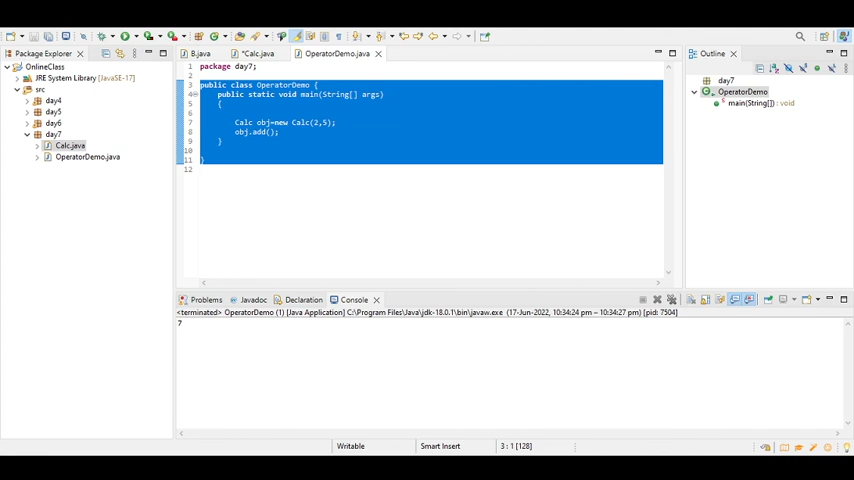 Package Explorer
OnlineClass
JRE System Library [JavaSE-17]
src
day4
day5
day6
day7
Calc.java
OperatorDemo.java
B.java
*Calc.java
OperatorDemo.java
1 package day7;
2
3 public class OperatorDemo {
4 public static void main(String[] args)
5 {
6
7 Calc obj=new Calc(2,5);
8 obj.add();
9 }
10
11 }
12
Outline
day7
OperatorDemo
main(String[]) : void
Problems
Javadoc
Declaration
Console
<terminated> OperatorDemo (1) [Java Application] C:\Program Files\Java\jdk-18.0.1\bin\javaw.exe (17-Jun-2022, 10:34:24 pm – 10:34:27 pm) [pid: 7504]
7
Writable
Smart Insert
3 : 1 [128]